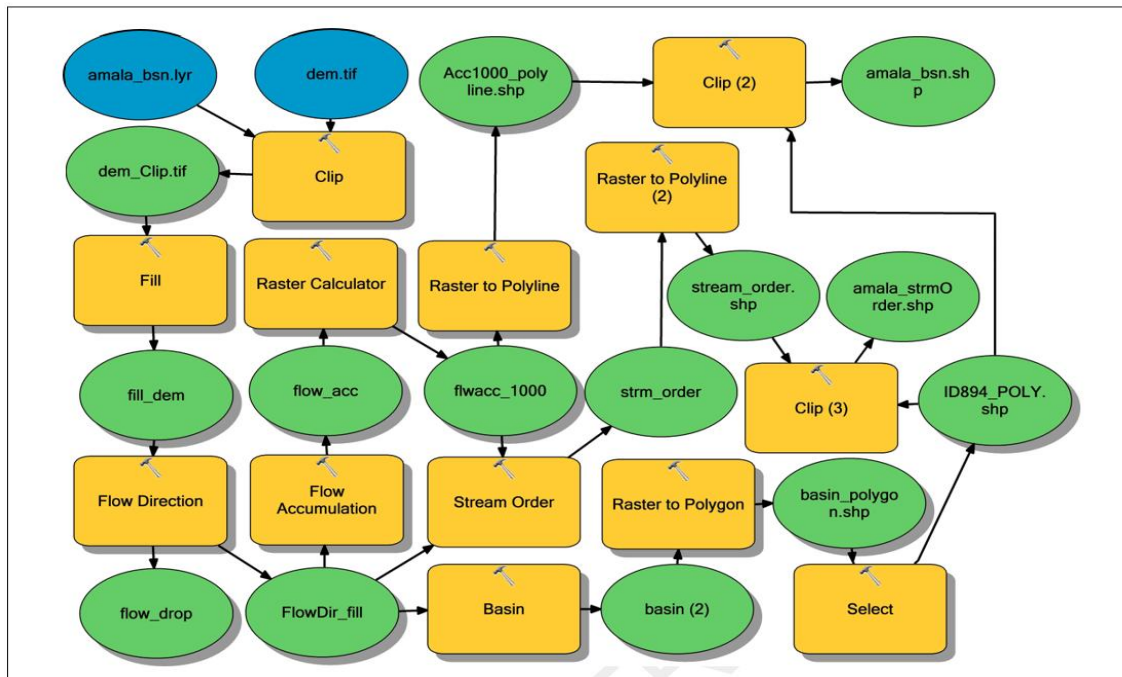 amala_bsn.lyr
dem.tif
Acc1000_poly
line.shp
Clip (2)
amala_bsn.sh
p
dem_Clip.tif
Clip
Raster to Polyline
(2)
Fill
Raster Calculator
Raster to Polyline
stream_order.
shp
amala_strmO
rder.shp
fill_dem
flow_acc
flwacc_1000
strm_order
Clip (3)
ID894_POLY.
shp
Flow Direction
Flow
Accumulation
Stream Order
Raster to Polygon
basin_polygo
n.shp
flow_drop
FlowDir_fill
Basin
basin (2)
Select